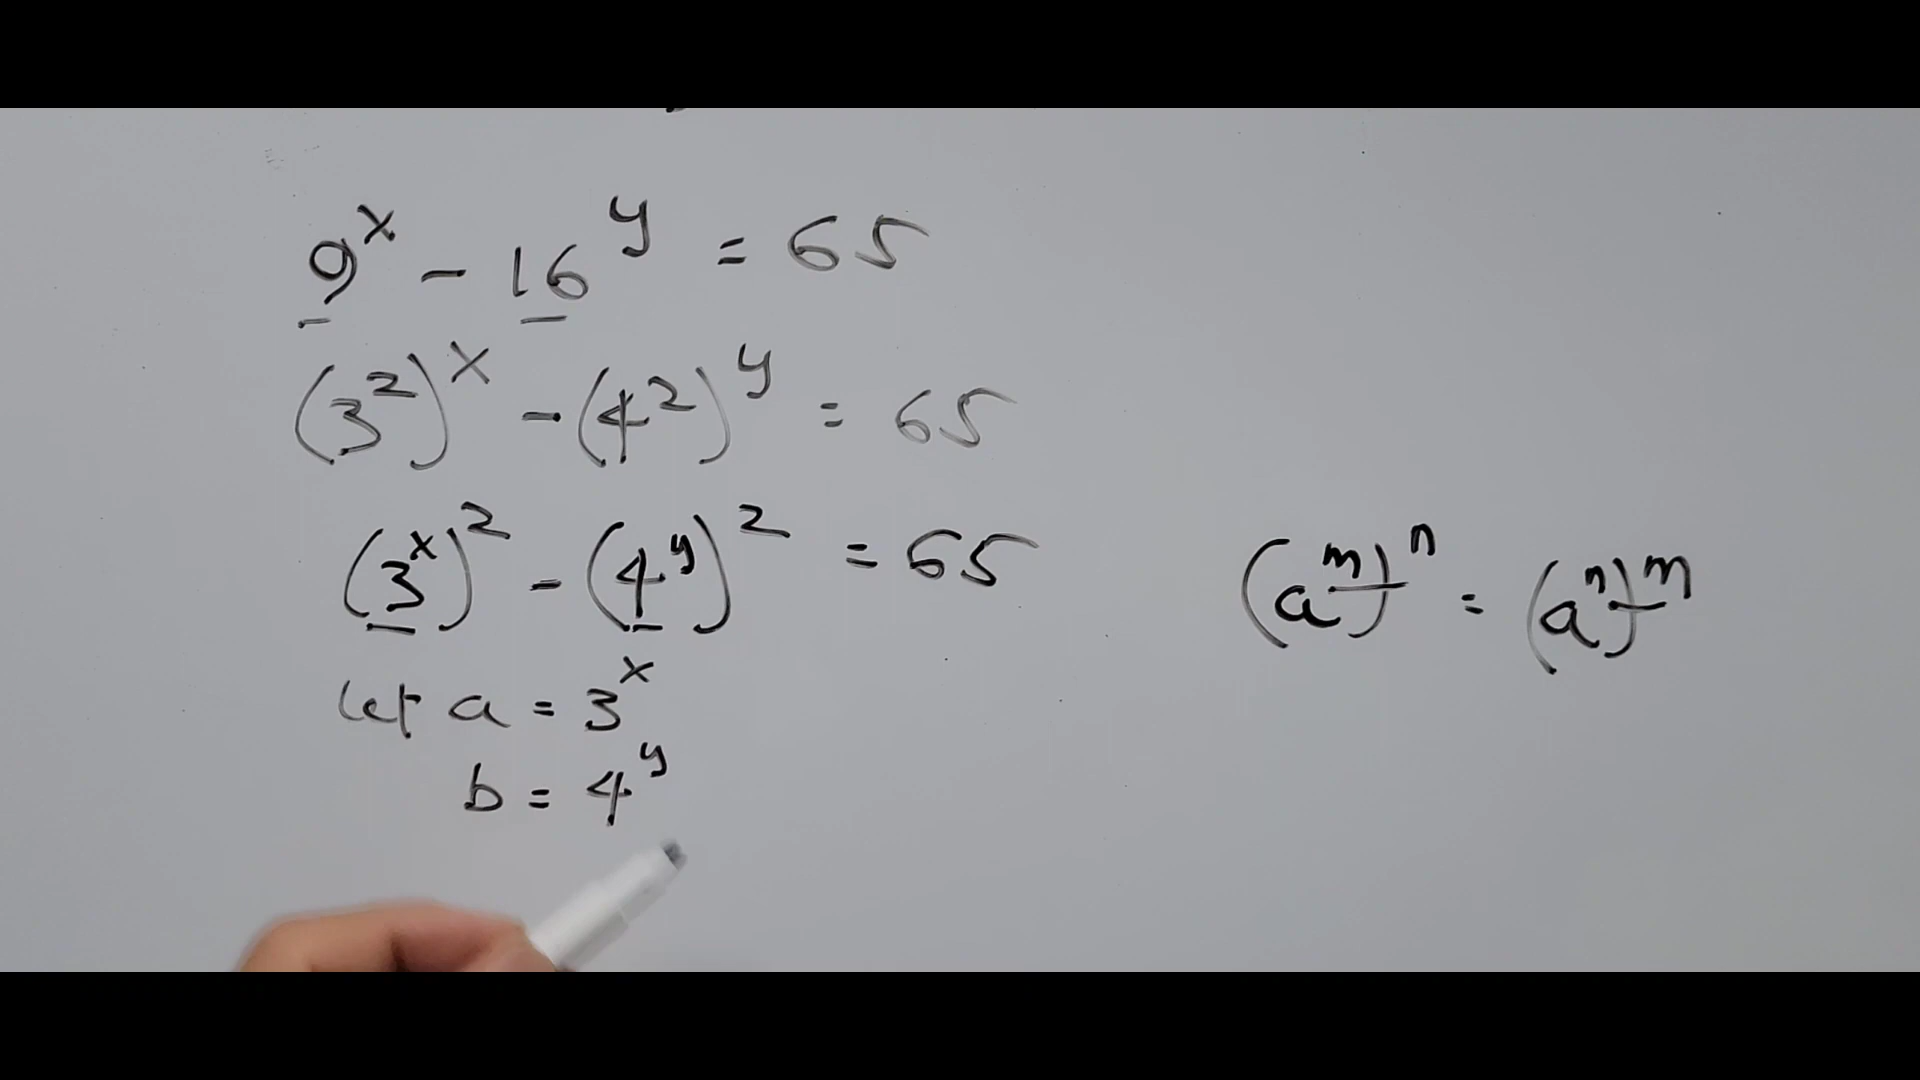 9^x - 16^y = 65
(3^2)^x - (4^2)^y = 65
(3^x)^2 - (4^y)^2 = 65
(a^m)^n = (a^n)^m
let a = 3^x
b = 4^y